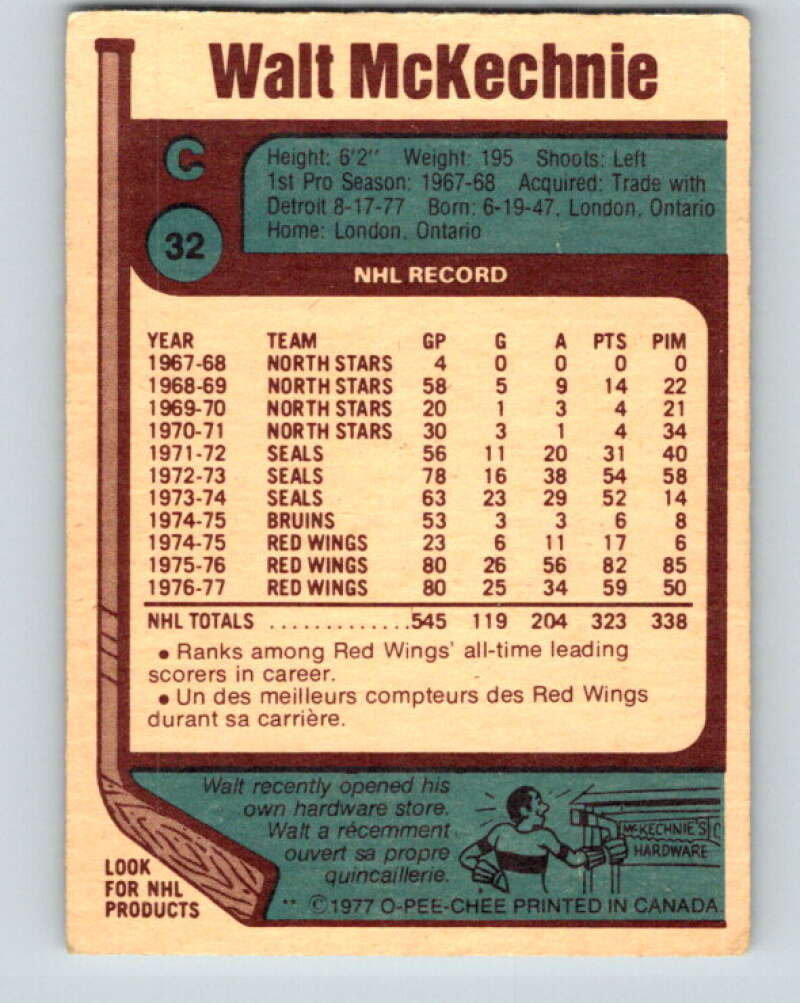 Walt McKechnie
C
Height: 6'2" Weight: 195 Shoots: Left
1st Pro Season: 1967-68 Acquired: Trade with
Detroit 8-17-77 Born: 6-19-47, London, Ontario
Home: London, Ontario
32
NHL RECORD
YEAR TEAM GP G A PTS PIM
1967-68 NORTH STARS 4 0 0 0 0
1968-69 NORTH STARS 58 5 9 14 22
1969-70 NORTH STARS 20 1 3 4 21
1970-71 NORTH STARS 30 3 1 4 34
1971-72 SEALS 56 11 20 31 40
1972-73 SEALS 78 16 38 54 58
1973-74 SEALS 63 23 29 52 14
1974-75 BRUINS 53 3 3 6 8
1974-75 RED WINGS 23 6 11 17 6
1975-76 RED WINGS 80 26 56 82 85
1976-77 RED WINGS 80 25 34 59 50
NHL TOTALS .............545 119 204 323 338
• Ranks among Red Wings' all-time leading
scorers in career.
• Un des meilleurs compteurs des Red Wings
durant sa carrière.
Walt recently opened his
own hardware store.
Walt a récemment
ouvert sa propre
quincaillerie.
McKECHNIE'S
HARDWARE
LOOK
FOR NHL
PRODUCTS
** ©1977 O-PEE-CHEE PRINTED IN CANADA